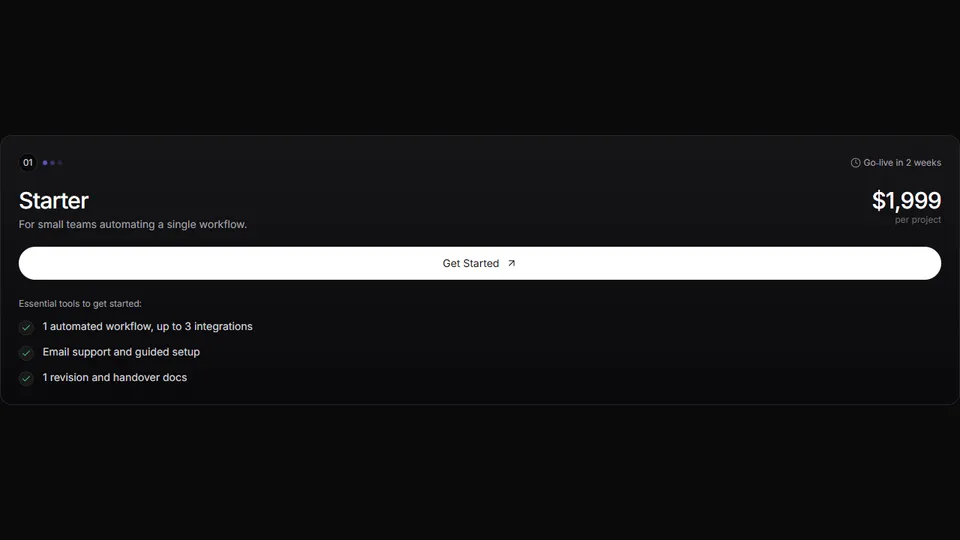 01
Go-live in 2 weeks
Starter
$1,999
For small teams automating a single workflow.
per project
Get Started
Essential tools to get started:
1 automated workflow, up to 3 integrations
Email support and guided setup
1 revision and handover docs